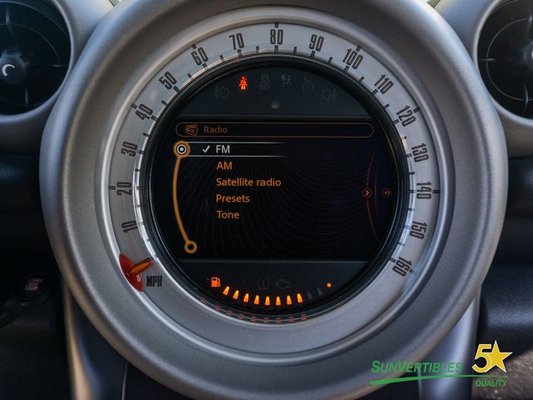 10
20
30
40
50
60
70
80
90
100
110
120
130
140
150
160
MPH
Radio
✓ FM
AM
Satellite radio
Presets
Tone
SUNVERTIBLES 5
QUALITY